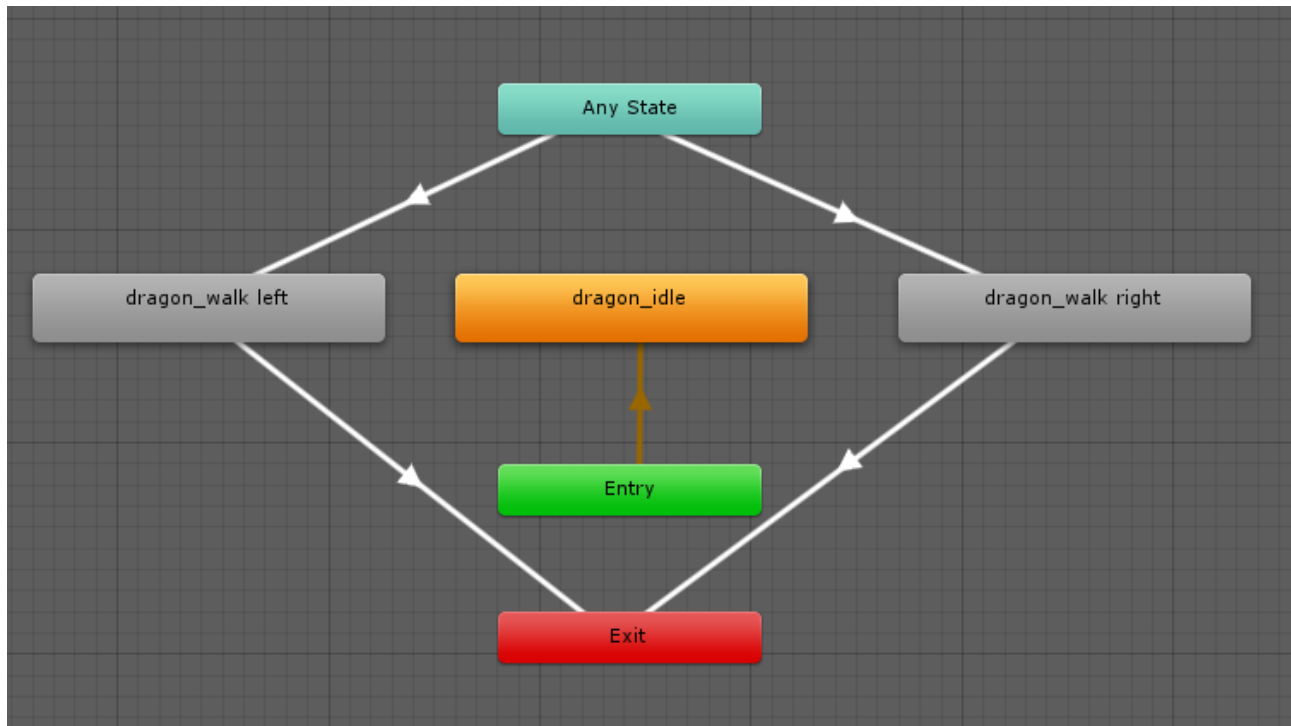 Any State
dragon_walk left
dragon_idle
dragon_walk right
Entry
Exit